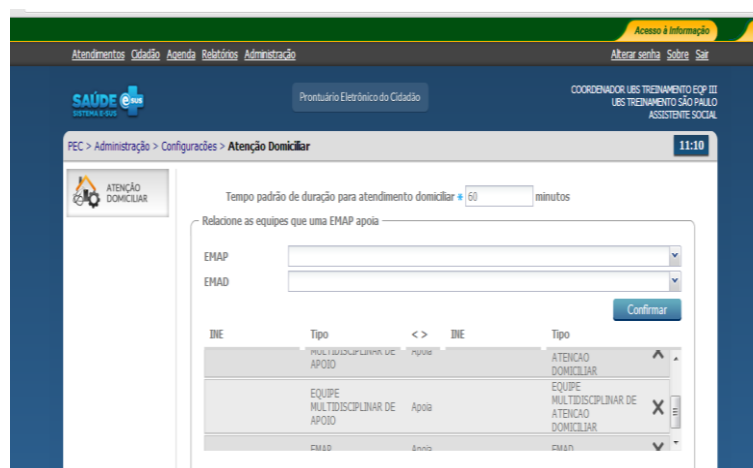 Acesso à Informação
Atendimentos Cidadão Agenda Relatórios Administração Alterar senha Sobre Sair
SAÚDE e-sus
SISTEMA E-SUS
Prontuário Eletrônico do Cidadão
COORDENADOR UBS TREINAMENTO EQP III
UBS TREINAMENTO SÃO PAULO
ASSISTENTE SOCIAL
PEC > Administração > Configurações > Atenção Domiciliar 11:10
ATENÇÃO
DOMICILIAR
Tempo padrão de duração para atendimento domiciliar * 60 minutos
Relacione as equipes que uma EMAP apoia
EMAP
EMAD
Confirmar
INE Tipo < > INE Tipo
MULTIDISCIPLINAR DE Apoia
APOIO
ATENCAO
DOMICILIAR
EQUIPE
MULTIDISCIPLINAR DE Apoia
APOIO
EQUIPE
MULTIDISCIPLINAR DE
ATENCAO
DOMICILIAR
EMAP Apoia EMAD